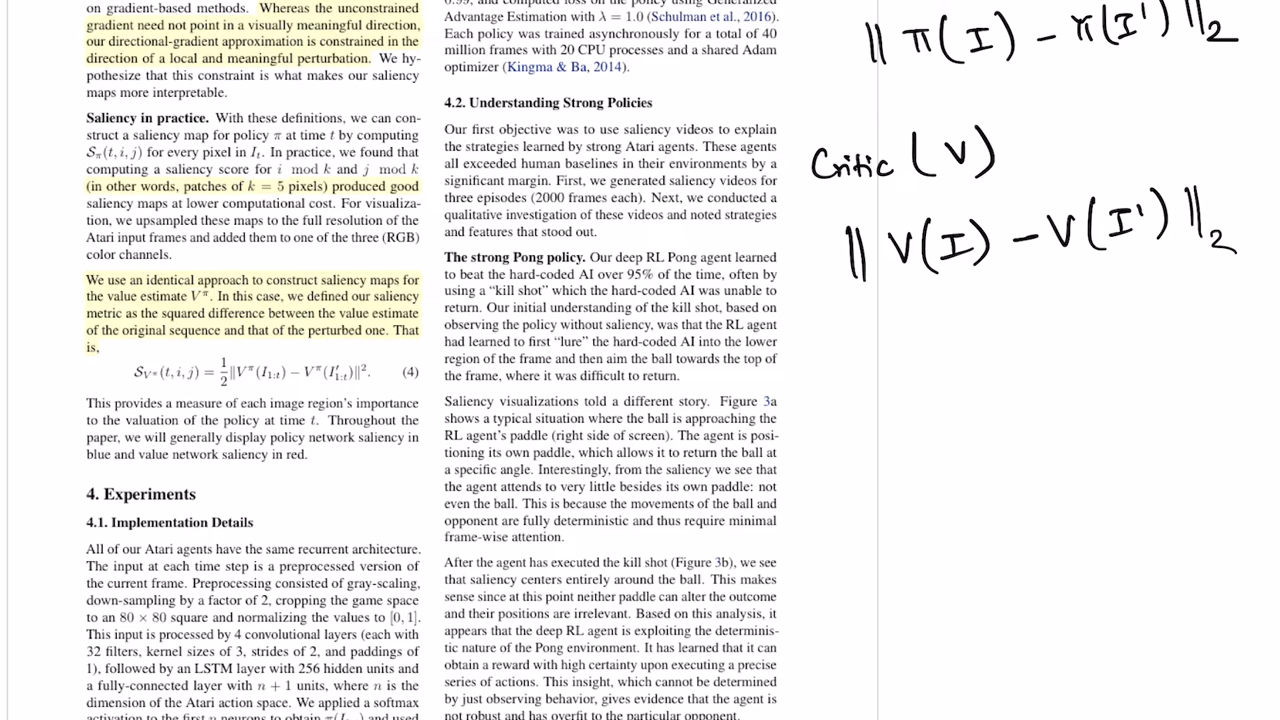 on gradient-based methods. Whereas the unconstrained
gradient need not point in a visually meaningful direction,
our directional-gradient approximation is constrained in the
direction of a local and meaningful perturbation. We hy-
pothesize that this constraint is what makes our saliency
maps more interpretable.
Saliency in practice. With these definitions, we can con-
struct a saliency map for policy π at time t by computing
𝒮π(t, i, j) for every pixel in It. In practice, we found that
computing a saliency score for i mod k and j mod k
(in other words, patches of k = 5 pixels) produced good
saliency maps at lower computational cost. For visualiza-
tion, we upsampled these maps to the full resolution of the
Atari input frames and added them to one of the three (RGB)
color channels.
We use an identical approach to construct saliency maps for
the value estimate V^π. In this case, we defined our saliency
metric as the squared difference between the value estimate
of the original sequence and that of the perturbed one. That
is,
𝒮_{V^π}(t, i, j) = 1/2 ‖V^π(I_{1:t}) − V^π(I'_{1:t})‖². (4)
This provides a measure of each image region's importance
to the valuation of the policy at time t. Throughout the
paper, we will generally display policy network saliency in
blue and value network saliency in red.
4. Experiments
4.1. Implementation Details
All of our Atari agents have the same recurrent architecture.
The input at each time step is a preprocessed version of
the current frame. Preprocessing consisted of gray-scaling,
down-sampling by a factor of 2, cropping the game space
to an 80 × 80 square and normalizing the values to [0, 1].
This input is processed by 4 convolutional layers (each with
32 filters, kernel sizes of 3, strides of 2, and paddings of
1), followed by an LSTM layer with 256 hidden units and
a fully-connected layer with n + 1 units, where n is the
dimension of the Atari action space. We applied a softmax
activation to the first n neurons to obtain and used
Advantage Estimation with λ = 1.0 (Schulman et al., 2016).
Each policy was trained asynchronously for a total of 40
million frames with 20 CPU processes and a shared Adam
optimizer (Kingma & Ba, 2014).
4.2. Understanding Strong Policies
Our first objective was to use saliency videos to explain
the strategies learned by strong Atari agents. These agents
all exceeded human baselines in their environments by a
significant margin. First, we generated saliency videos for
three episodes (2000 frames each). Next, we conducted a
qualitative investigation of these videos and noted strategies
and features that stood out.
The strong Pong policy. Our deep RL Pong agent learned
to beat the hard-coded AI over 95% of the time, often by
using a “kill shot” which the hard-coded AI was unable to
return. Our initial understanding of the kill shot, based on
observing the policy without saliency, was that the RL agent
had learned to first “lure” the hard-coded AI into the lower
region of the frame and then aim the ball towards the top of
the frame, where it was difficult to return.
Saliency visualizations told a different story. Figure 3a
shows a typical situation where the ball is approaching the
RL agent's paddle (right side of screen). The agent is posi-
tioning its own paddle, which allows it to return the ball at
a specific angle. Interestingly, from the saliency we see that
the agent attends to very little besides its own paddle: not
even the ball. This is because the movements of the ball and
opponent are fully deterministic and thus require minimal
frame-wise attention.
After the agent has executed the kill shot (Figure 3b), we see
that saliency centers entirely around the ball. This makes
sense since at this point neither paddle can alter the outcome
and their positions are irrelevant. Based on this analysis, it
appears that the deep RL agent is exploiting the determinis-
tic nature of the Pong environment. It has learned that it can
obtain a reward with high certainty upon executing a precise
series of actions. This insight, which cannot be determined
by just observing behavior, gives evidence that the agent is
not robust and has overfit to the particular opponent.
‖ π(I) − π(I') ‖₂
Critic (V)
‖ V(I) − V(I') ‖₂